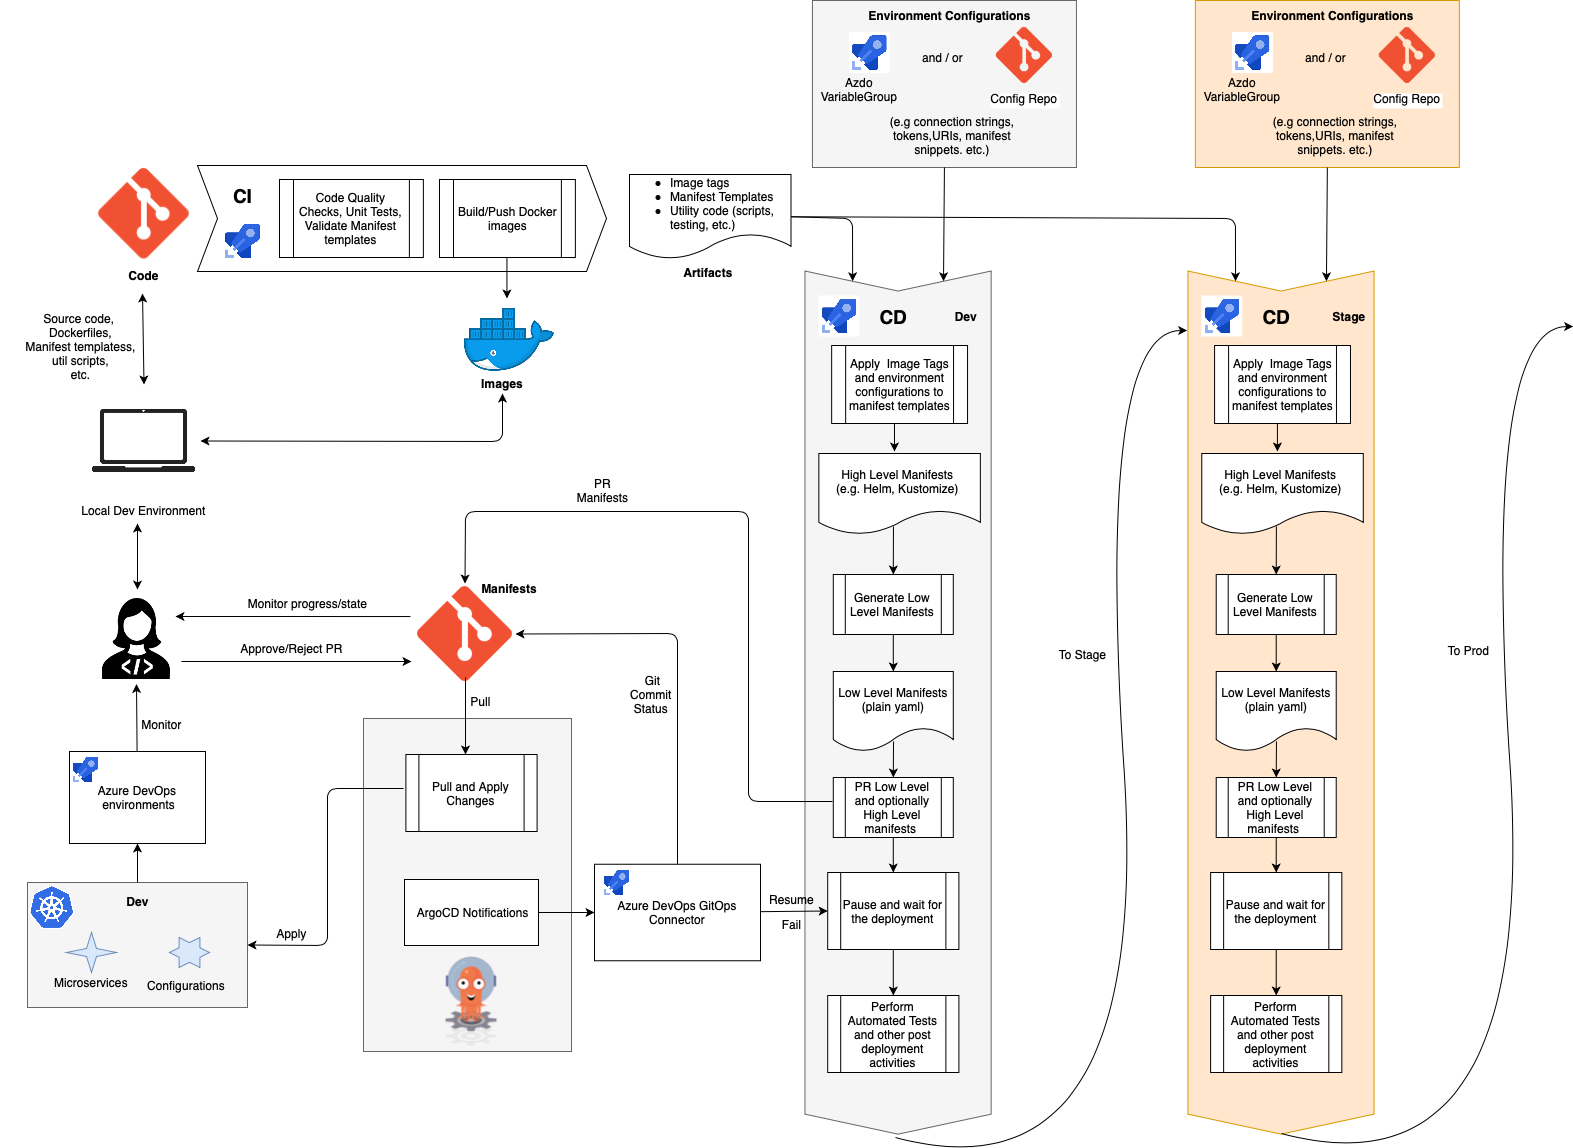 Environment Configurations
Azdo
VariableGroup
and / or
Config Repo
(e.g connection strings,
tokens,URIs, manifest
snippets. etc.)
Environment Configurations
Azdo
VariableGroup
and / or
Config Repo
(e.g connection strings,
tokens,URIs, manifest
snippets. etc.)
Code
CI
Code Quality
Checks, Unit Tests,
Validate Manifest
templates
Build/Push Docker
images
Image tags
Manifest Templates
Utility code (scripts,
testing, etc.)
Artifacts
Source code,
Dockerfiles,
Manifest templatess,
util scripts,
etc.
Images
Local Dev Environment
PR
Manifests
Manifests
Monitor progress/state
Approve/Reject PR
Pull
Git
Commit
Status
Monitor
Azure DevOps
environments
Pull and Apply
Changes
ArgoCD Notifications
Azure DevOps GitOps
Connector
Resume
Fail
Apply
Dev
Microservices
Configurations
CD
Dev
Apply Image Tags
and environment
configurations to
manifest templates
High Level Manifests
(e.g. Helm, Kustomize)
Generate Low
Level Manifests
Low Level Manifests
(plain yaml)
PR Low Level
and optionally
High Level
manifests
Pause and wait for
the deployment
Perform
Automated Tests
and other post
deployment
activities
To Stage
CD
Stage
Apply Image Tags
and environment
configurations to
manifest templates
High Level Manifests
(e.g. Helm, Kustomize)
Generate Low
Level Manifests
Low Level Manifests
(plain yaml)
PR Low Level
and optionally
High Level
manifests
Pause and wait for
the deployment
Perform
Automated Tests
and other post
deployment
activities
To Prod